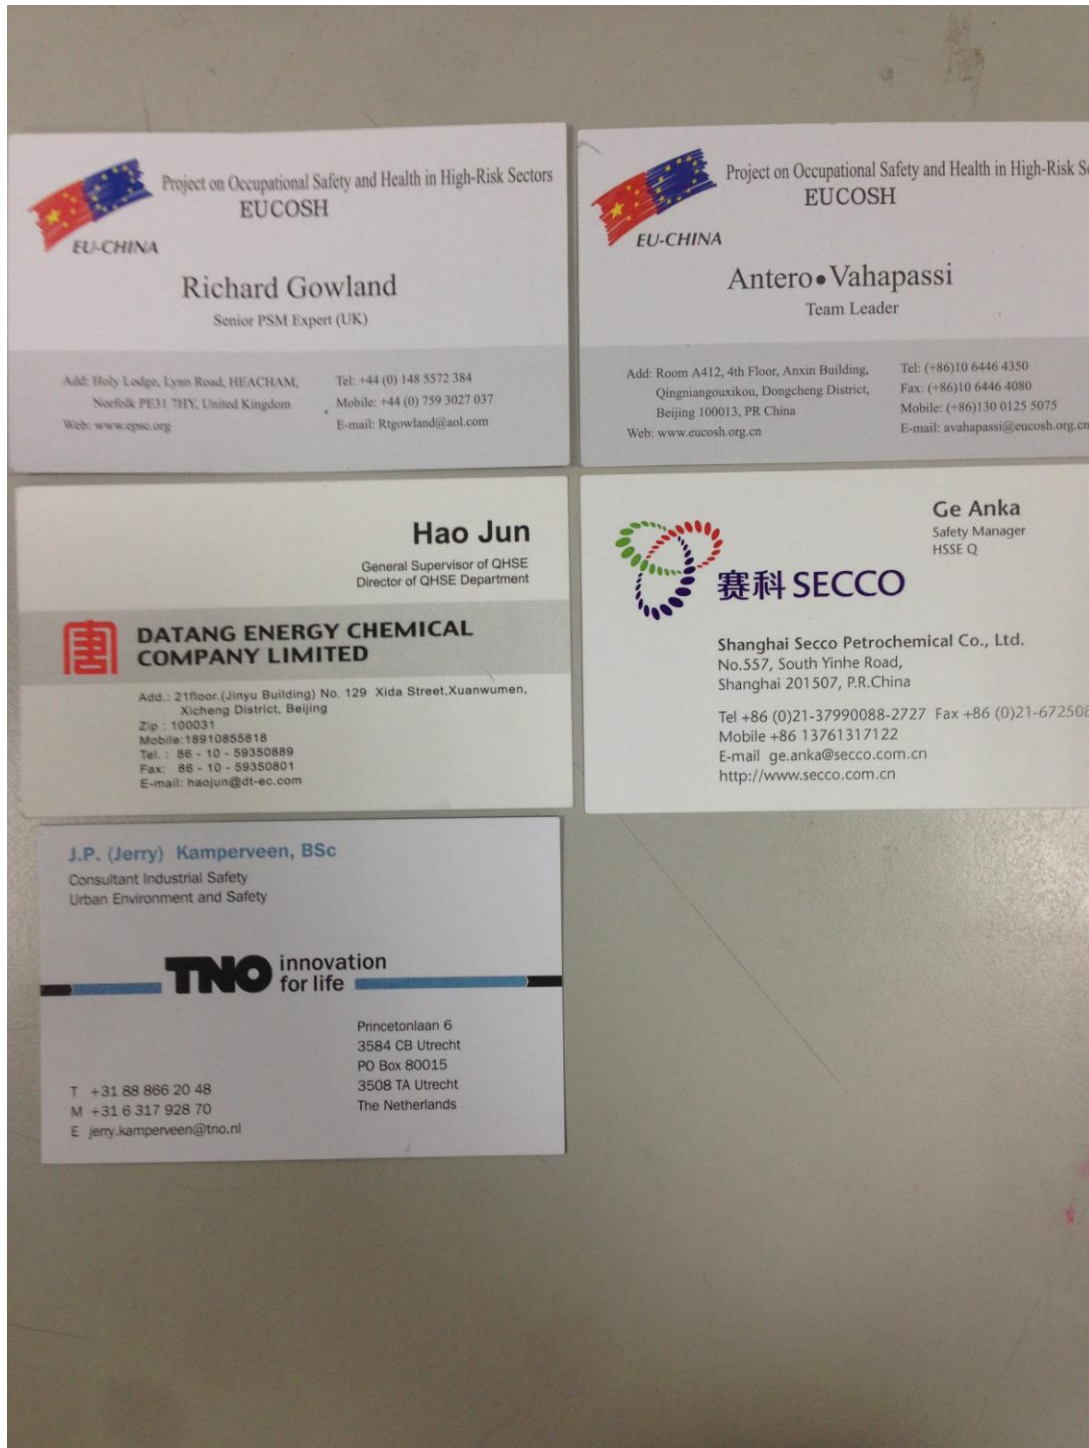 Project on Occupational Safety and Health in High-Risk Sectors
EUCOSH
EU-CHINA
Richard Gowland
Senior PSM Expert (UK)
Add: Holy Lodge, Lynn Road, HEACHAM,
Norfolk PE31 7HY, United Kingdom
Web: www.epsc.org
Tel: +44 (0) 148 5572 384
Mobile: +44 (0) 759 3027 037
E-mail: Rtgowland@aol.com
Project on Occupational Safety and Health in High-Risk
EUCOSH
EU-CHINA
Antero•Vahapassi
Team Leader
Add: Room A412, 4th Floor, Anxin Building,
Qingniangouxikou, Dongcheng District,
Beijing 100013, PR China
Web: www.eucosh.org.cn
Tel: (+86)10 6446 4350
Fax: (+86)10 6446 4080
Mobile: (+86)130 0125 5075
E-mail: avahapassi@eucosh.org.cn
Hao Jun
General Supervisor of QHSE
Director of QHSE Department
DATANG ENERGY CHEMICAL
COMPANY LIMITED
Add.: 21floor.(Jinyu Building) No. 129 Xida Street,Xuanwumen,
Xicheng District, Beijing
Zip : 100031
Mobile:18910855818
Tel. : 86 - 10 - 59350889
Fax: 86 - 10 - 59350801
E-mail: haojun@dt-ec.com
Ge Anka
Safety Manager
HSSE Q
赛科 SECCO
Shanghai Secco Petrochemical Co., Ltd.
No.557, South Yinhe Road,
Shanghai 201507, P.R.China
Tel +86 (0)21-37990088-2727 Fax +86 (0)21-672508
Mobile +86 13761317122
E-mail ge.anka@secco.com.cn
http://www.secco.com.cn
J.P. (Jerry) Kamperveen, BSc
Consultant Industrial Safety
Urban Environment and Safety
TNO innovation
for life
Princetonlaan 6
3584 CB Utrecht
PO Box 80015
3508 TA Utrecht
The Netherlands
T +31 88 866 20 48
M +31 6 317 928 70
E jerry.kamperveen@tno.nl